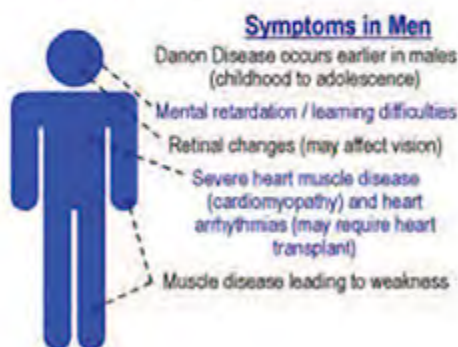 Symptoms in Men
Danon Disease occurs earlier in males
(childhood to adolescence)
Mental retardation / learning difficulties
Retinal changes (may affect vision)
Severe heart muscle disease
(cardiomyopathy) and heart
arrhythmias (may require heart
transplant)
Muscle disease leading to weakness